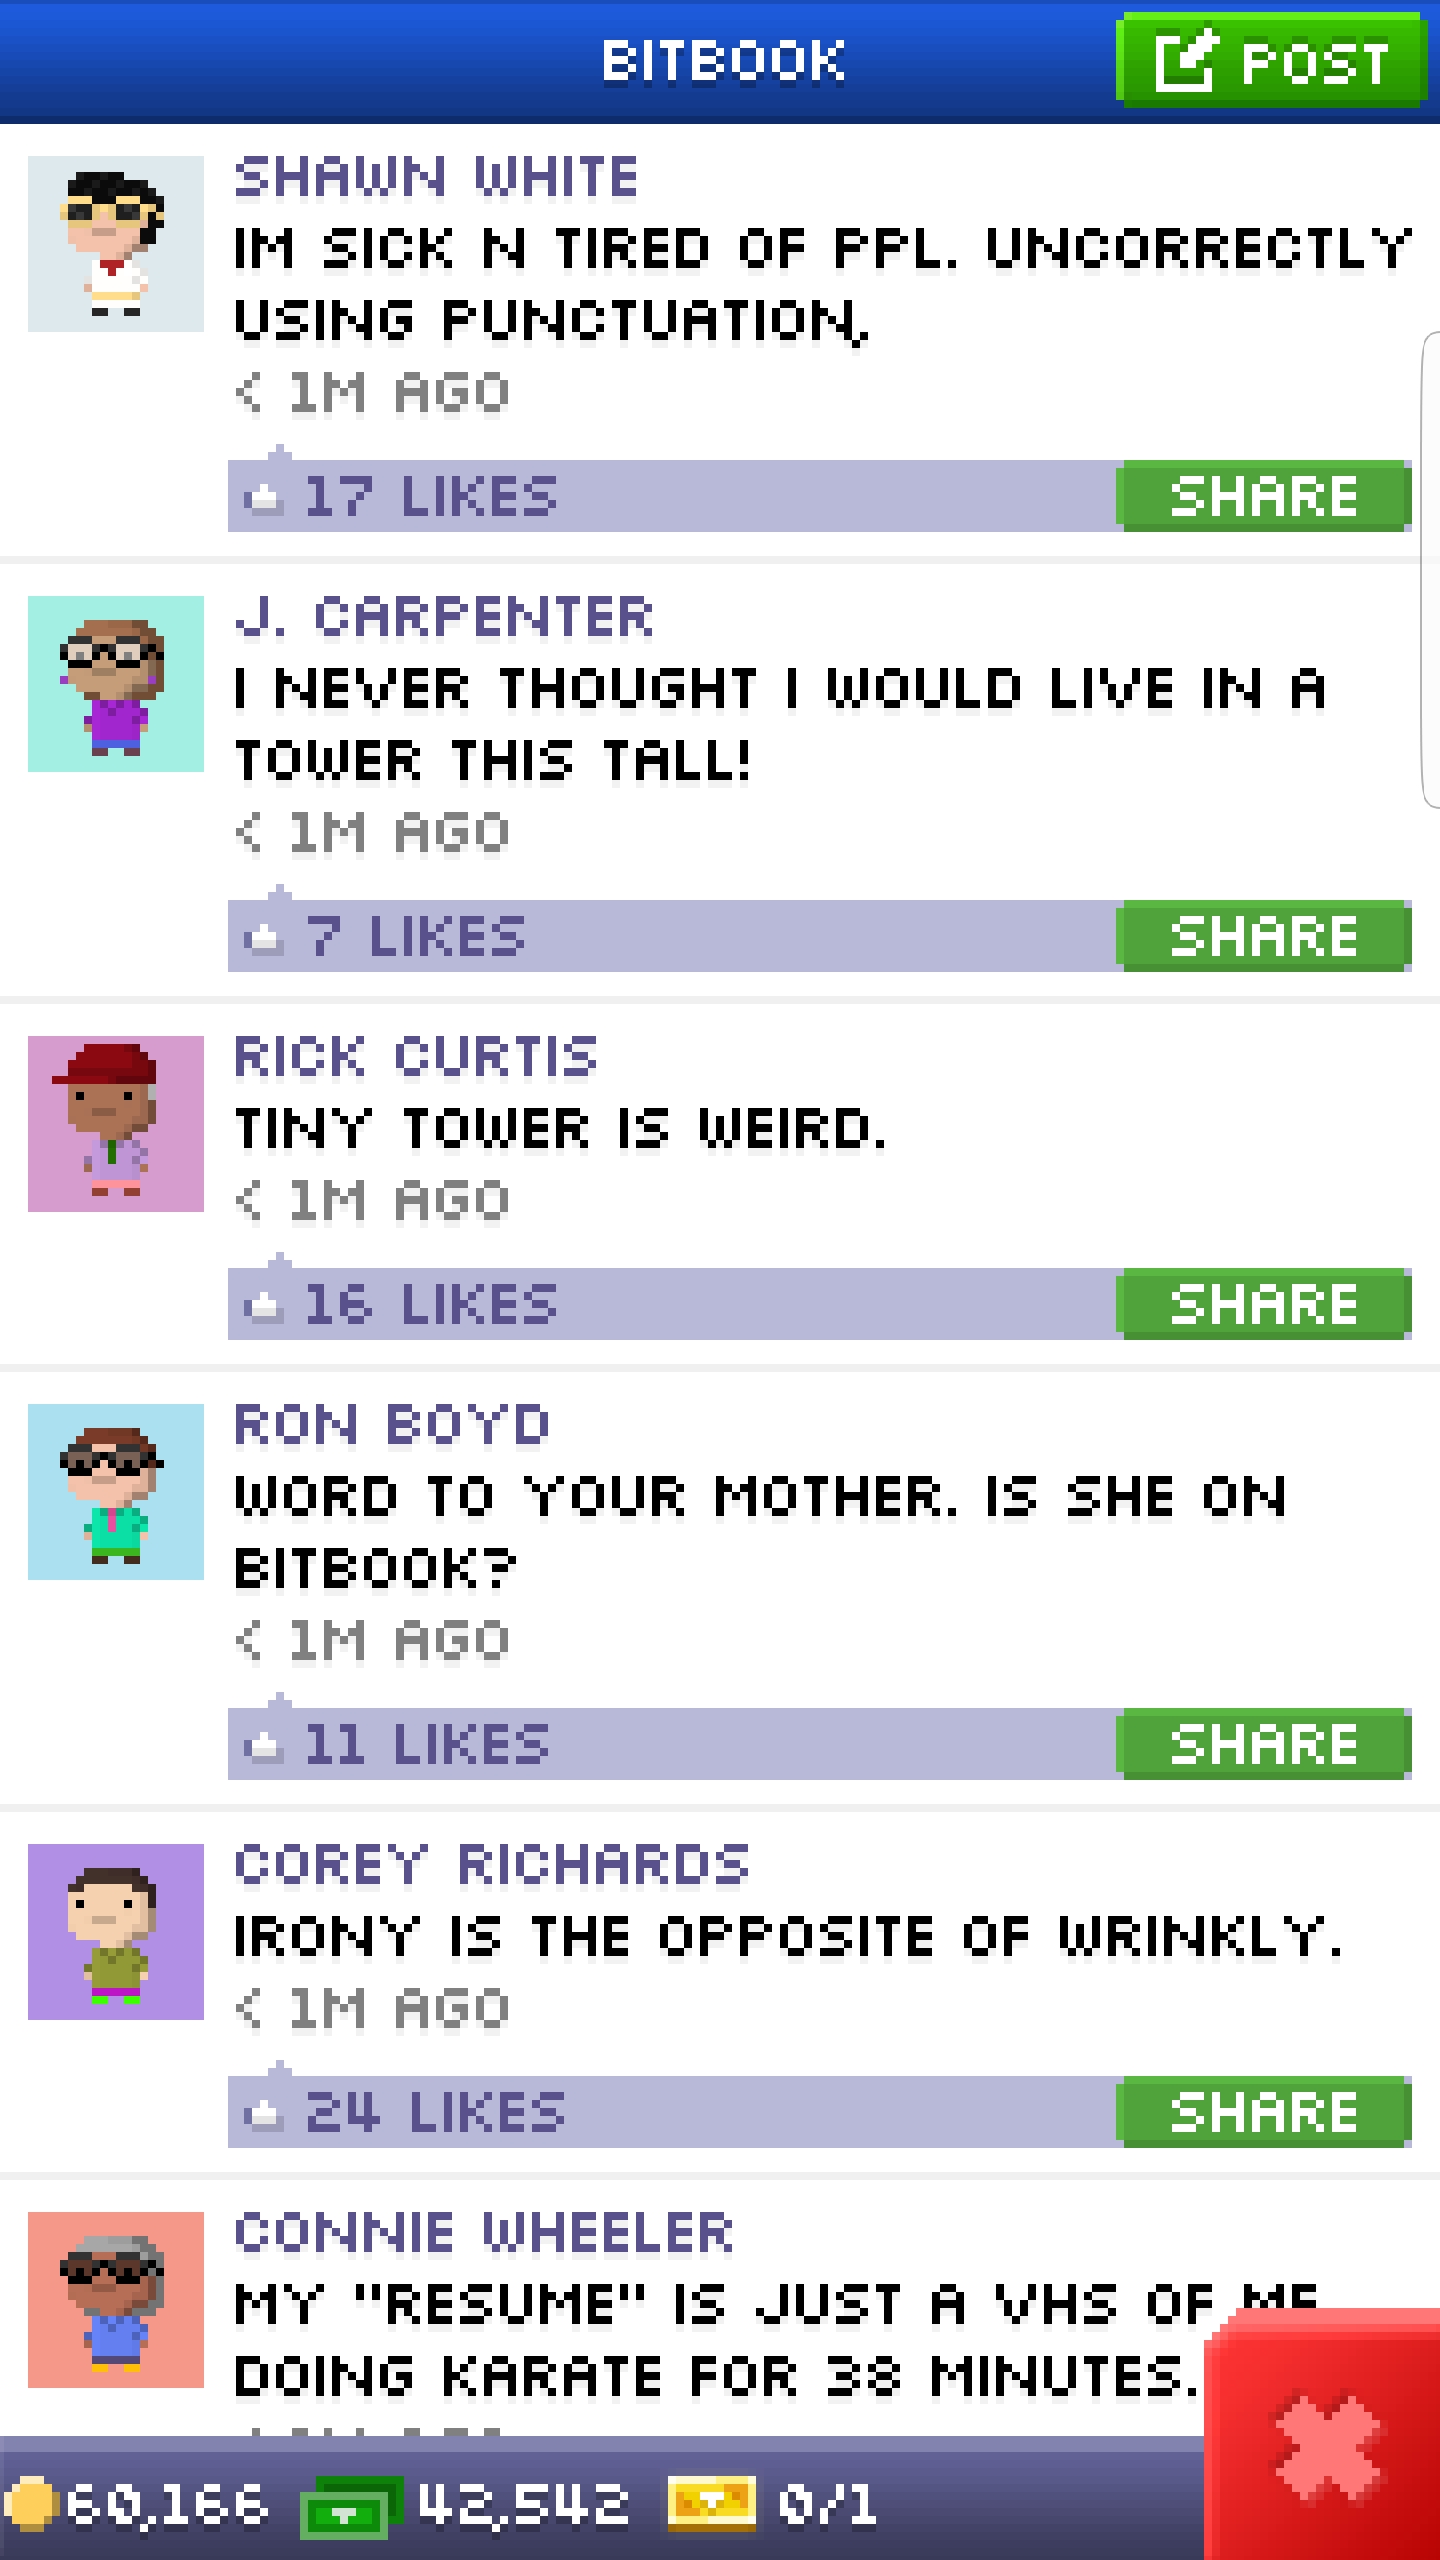 BITBOOK
POST
SHAWN WHITE
IM SICK N TIRED OF PPL. UNCORRECTLY
USING PUNCTUATION,
< 1M AGO
17 LIKES
SHARE
J. CARPENTER
I NEVER THOUGHT I WOULD LIVE IN A
TOWER THIS TALL!
< 1M AGO
7 LIKES
SHARE
RICK CURTIS
TINY TOWER IS WEIRD.
< 1M AGO
16 LIKES
SHARE
RON BOYD
WORD TO YOUR MOTHER. IS SHE ON
BITBOOK?
< 1M AGO
11 LIKES
SHARE
COREY RICHARDS
IRONY IS THE OPPOSITE OF WRINKLY.
< 1M AGO
24 LIKES
SHARE
CONNIE WHEELER
MY "RESUME" IS JUST A VHS OF ME
DOING KARATE FOR 38 MINUTES.
60,166
42,542
0/1